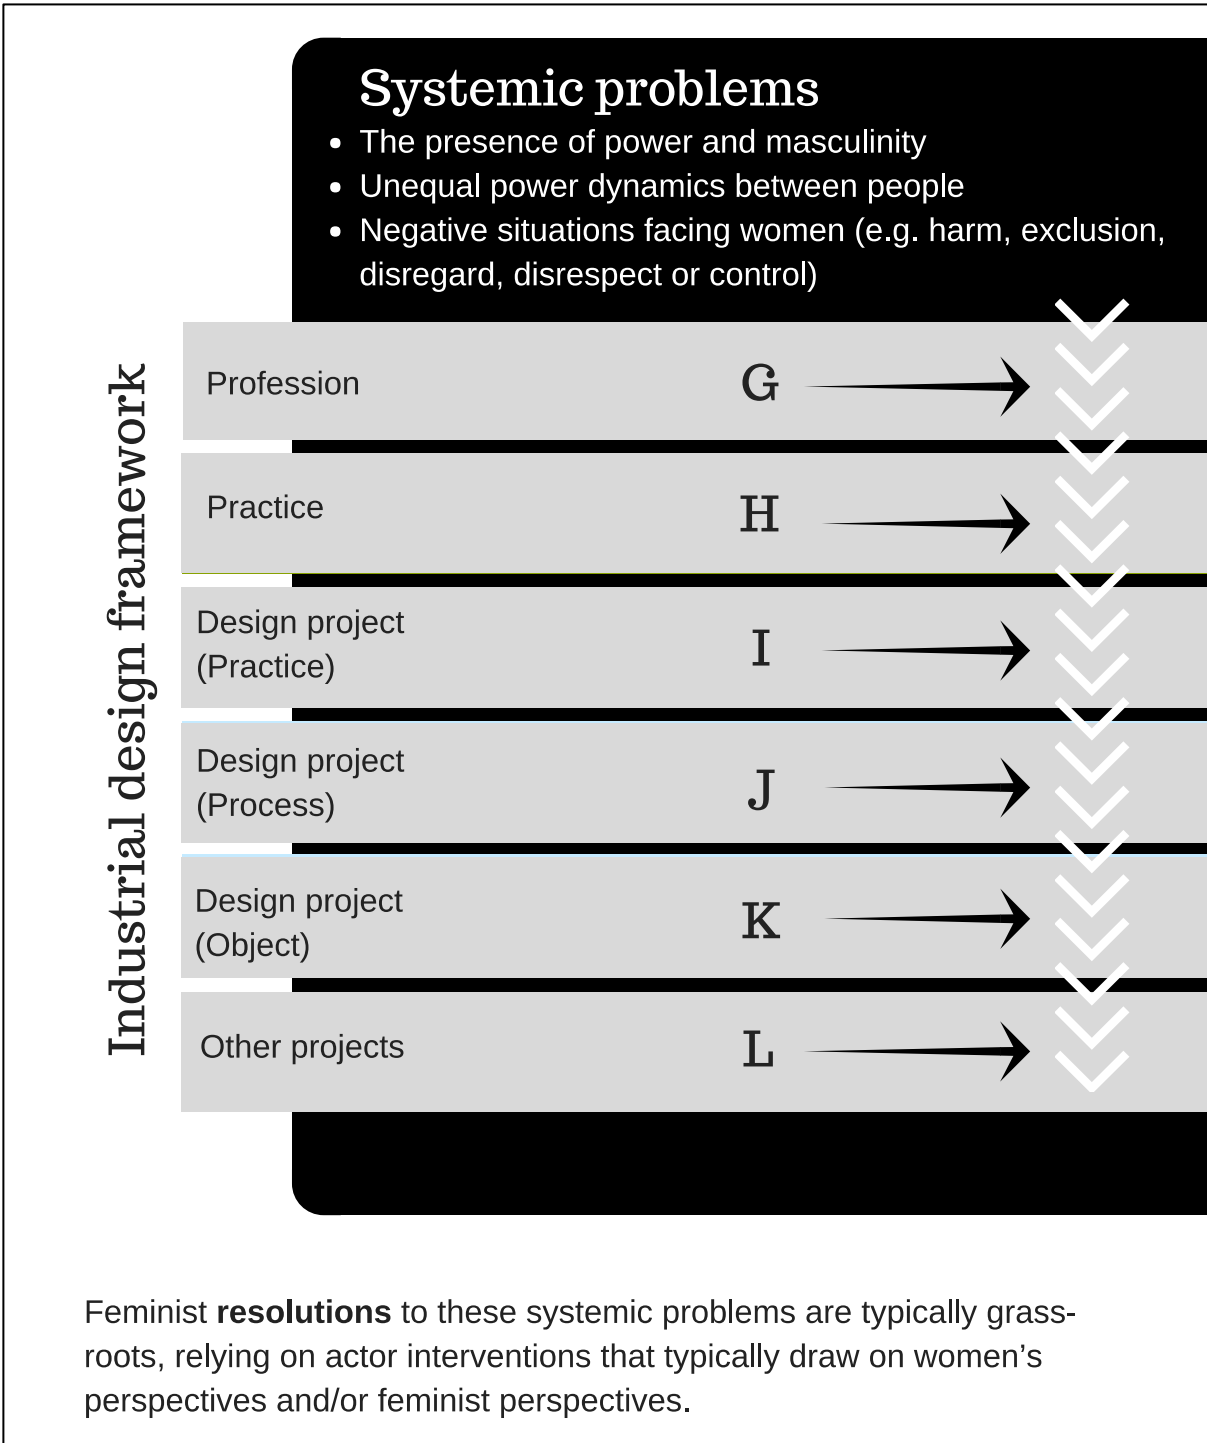 Systemic problems
• The presence of power and masculinity
• Unequal power dynamics between people
• Negative situations facing women (e.g. harm, exclusion,
disregard, disrespect or control)
Industrial design framework
Profession
G
Practice
H
Design project
(Practice)
I
Design project
(Process)
J
Design project
(Object)
K
Other projects
L
Feminist resolutions to these systemic problems are typically grass-
roots, relying on actor interventions that typically draw on women’s
perspectives and/or feminist perspectives.